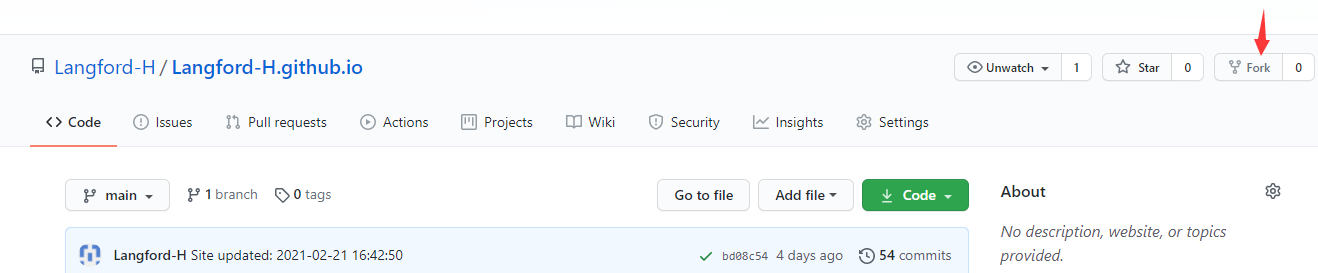 Langford-H / Langford-H.github.io
Unwatch 1
Star 0
Fork 0
Code Issues Pull requests Actions Projects Wiki Security Insights Settings
main 1 branch 0 tags
Go to file Add file Code
About
Langford-H Site updated: 2021-02-21 16:42:50
bd08c54 4 days ago 54 commits
No description, website, or topics
provided.